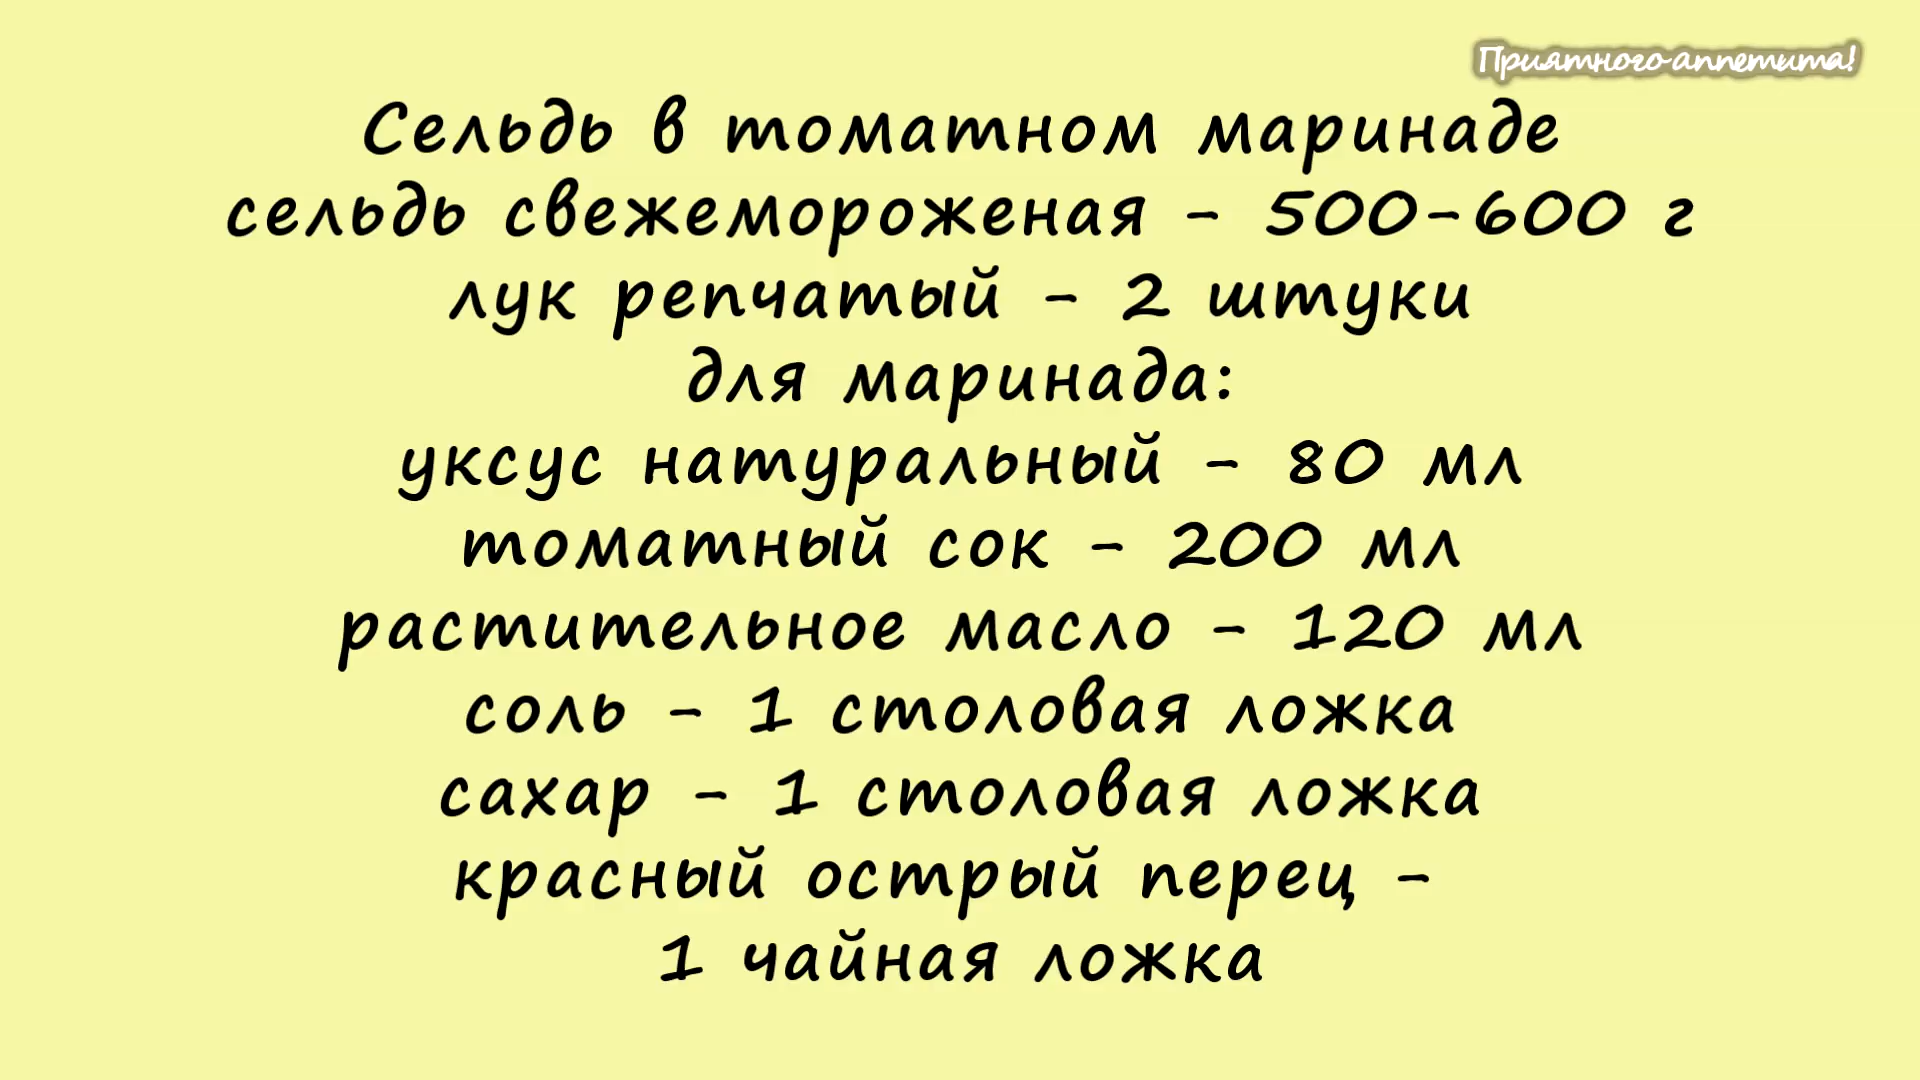 Приятного аппетита!
Сельдь в томатном маринаде
сельдь свежемороженая - 500-600 г
лук репчатый - 2 штуки
для маринада:
уксус натуральный - 80 мл
томатный сок - 200 мл
растительное масло - 120 мл
соль - 1 столовая ложка
сахар - 1 столовая ложка
красный острый перец -
1 чайная ложка